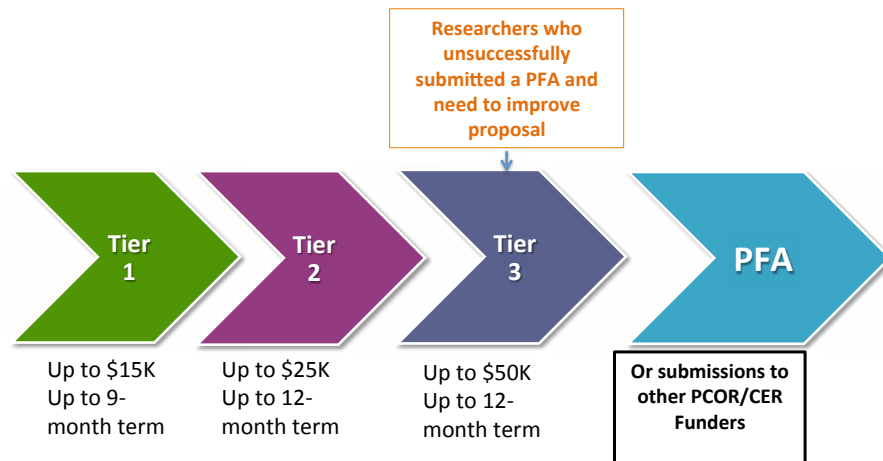 Researchers who
unsuccessfully
submitted a PFA and
need to improve
proposal
Tier
1
Tier
2
Tier
3
PFA
Up to $15K
Up to 9-
month term
Up to $25K
Up to 12-
month term
Up to $50K
Up to 12-
month term
Or submissions to
other PCOR/CER
Funders